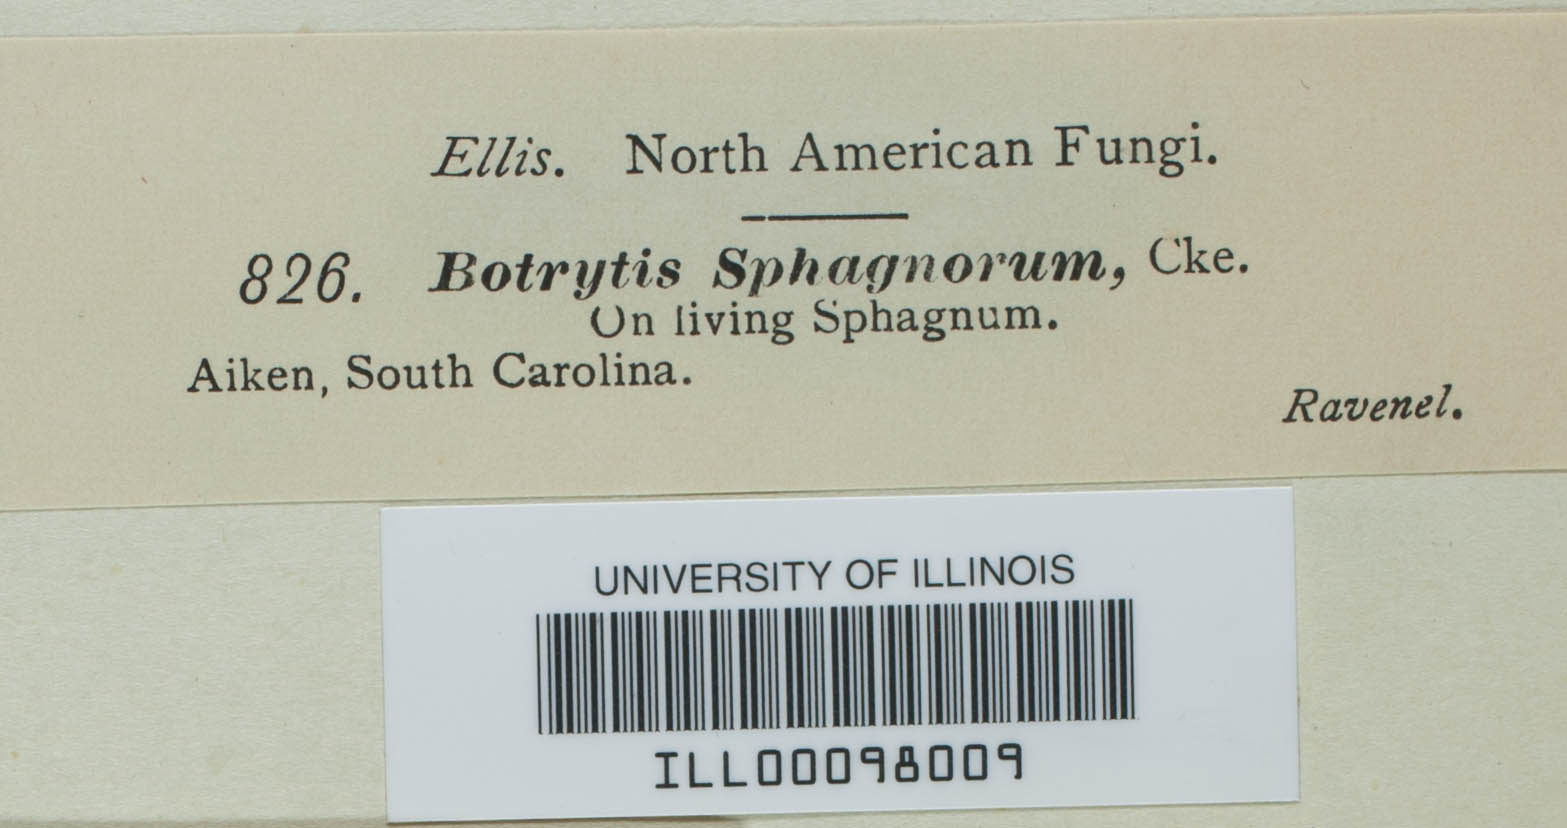 Ellis. North American Fungi.
826. Botrytis Sphagnorum, Cke.
On living Sphagnum.
Aiken, South Carolina.
Ravenel.
UNIVERSITY OF ILLINOIS
ILL00098009